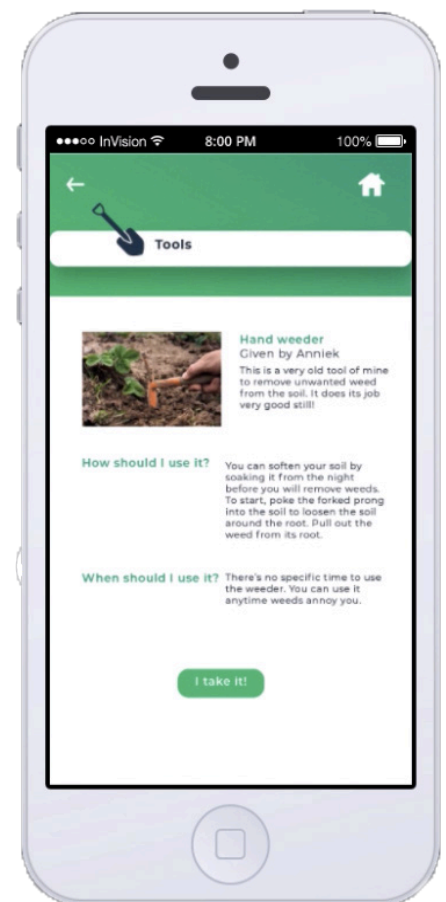 InVision 8:00 PM 100%
Tools
Hand weeder
Given by Anniek
This is a very old tool of mine
to remove unwanted weed
from the soil. It does its job
very good still!
How should I use it?
You can soften your soil by
soaking it from the night
before you will remove weeds.
To start, poke the forked prong
into the soil to loosen the soil
around the root. Pull out the
weed from its root.
When should I use it?
There's no specific time to use
the weeder. You can use it
anytime weeds annoy you.
I take it!